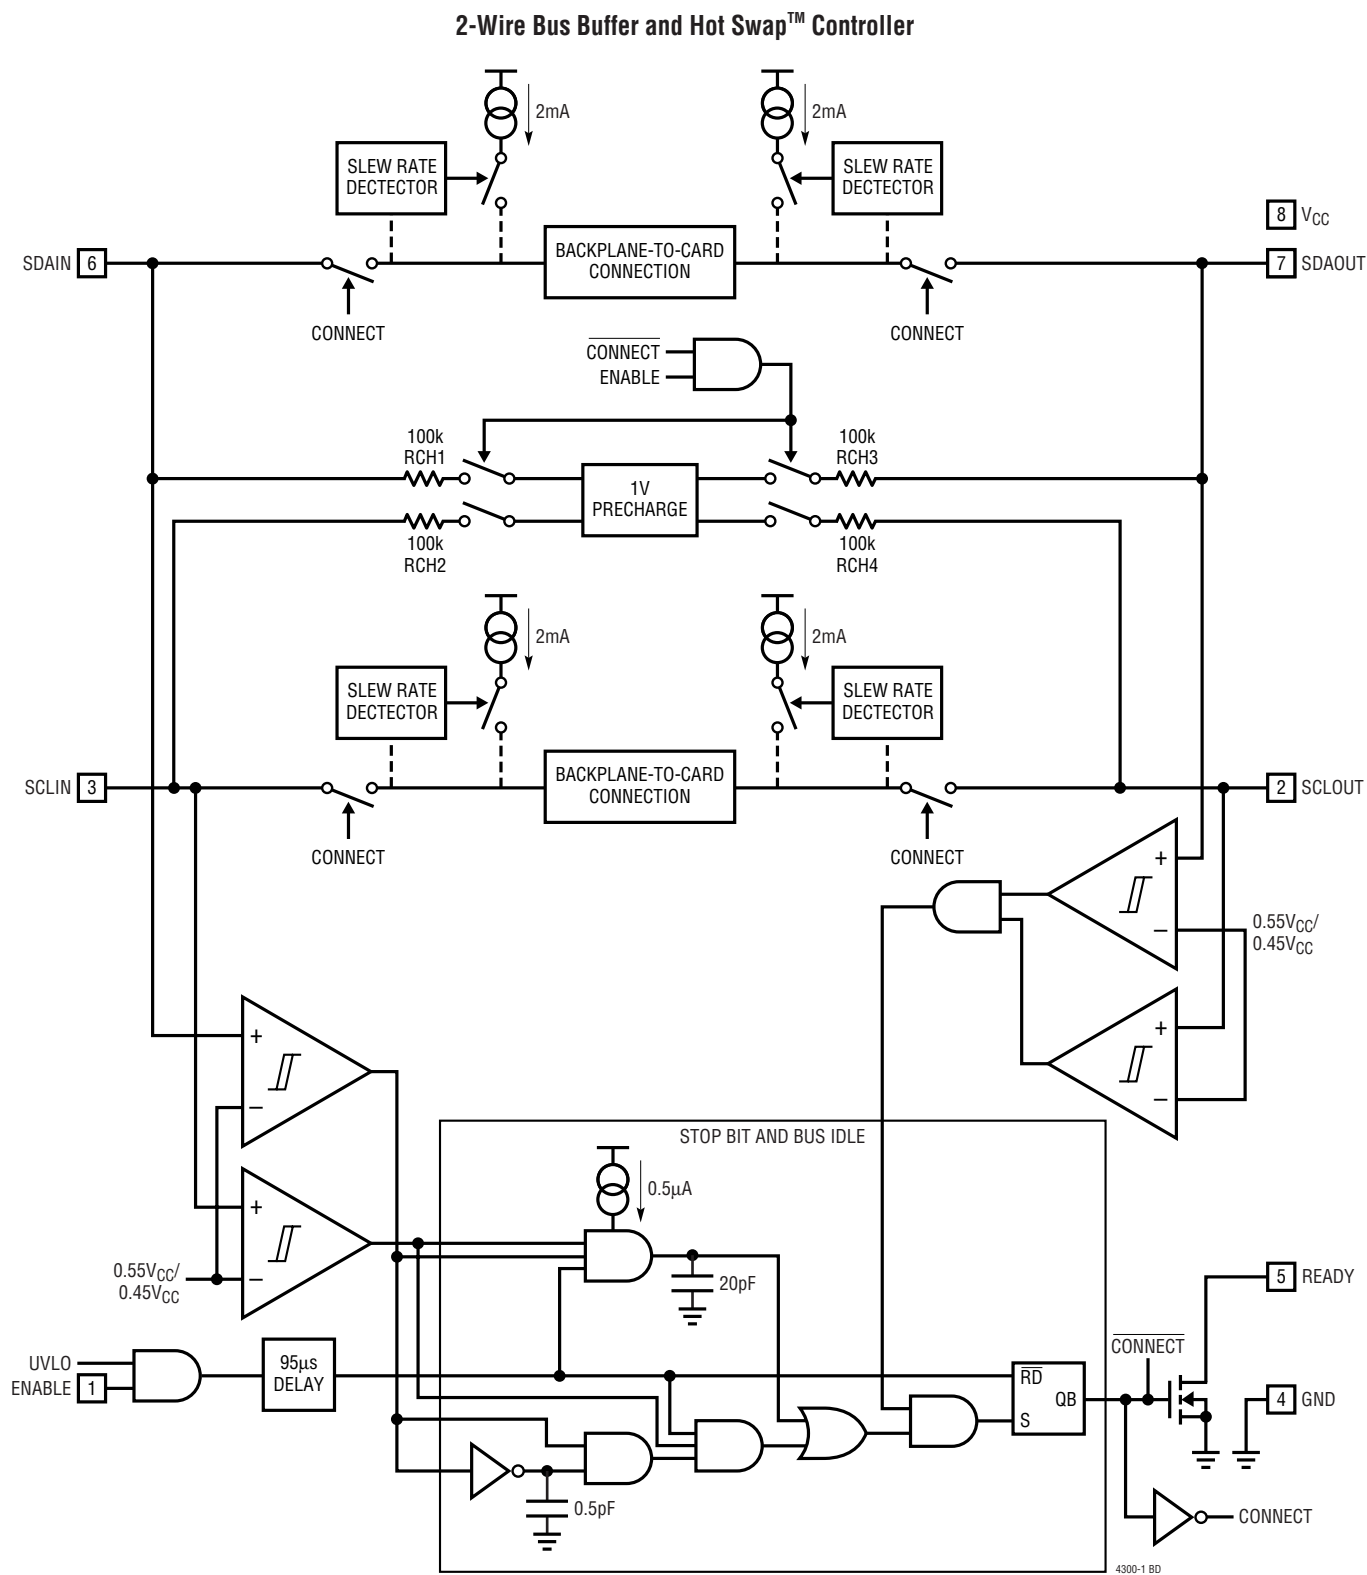 2-Wire Bus Buffer and Hot Swap™ Controller
2mA
2mA
SLEW RATE
DECTECTOR
SLEW RATE
DECTECTOR
8 VCC
SDAIN 6
BACKPLANE-TO-CARD
CONNECTION
7 SDAOUT
CONNECT
CONNECT
CONNECT
ENABLE
100k
RCH1
100k
RCH3
1V
PRECHARGE
100k
RCH2
100k
RCH4
2mA
2mA
SLEW RATE
DECTECTOR
SLEW RATE
DECTECTOR
SCLIN 3
BACKPLANE-TO-CARD
CONNECTION
2 SCLOUT
CONNECT
CONNECT
+
−
0.55VCC/
0.45VCC
+
−
+
−
STOP BIT AND BUS IDLE
0.5µA
+
−
0.55VCC/
0.45VCC
20pF
5 READY
UVLO
ENABLE 1
95µs
DELAY
CONNECT
RD
QB
S
4 GND
0.5pF
CONNECT
4300-1 BD